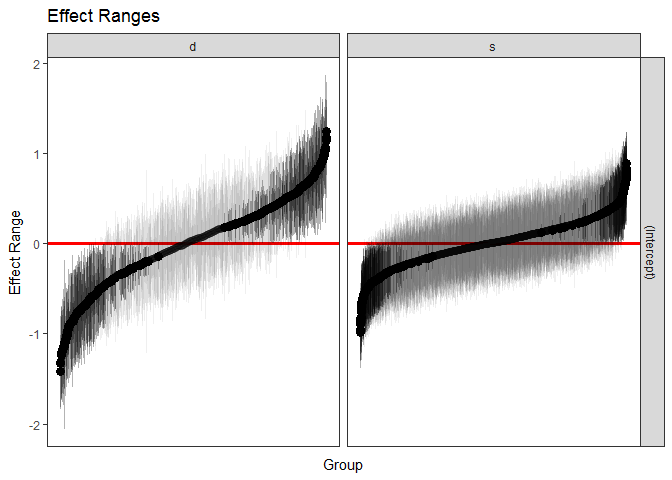 Effect Ranges
d
s
2
1
0
-1
-2
Effect Range
(Intercept)
Group